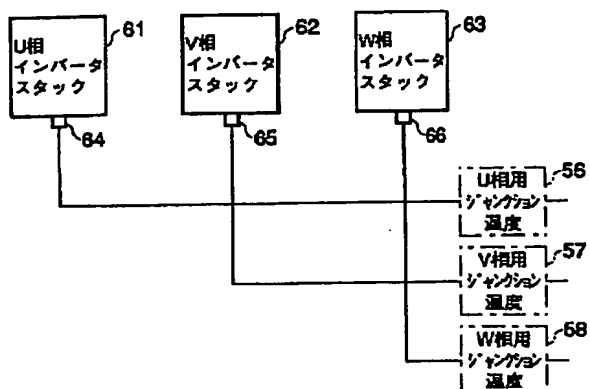 61
U相
インバータ
スタック
62
V相
インバータ
スタック
63
W相
インバータ
スタック
64
65
66
U相用
ジャンクション
温度
56
V相用
ジャンクション
温度
57
W相用
ジャンクション
温度
58